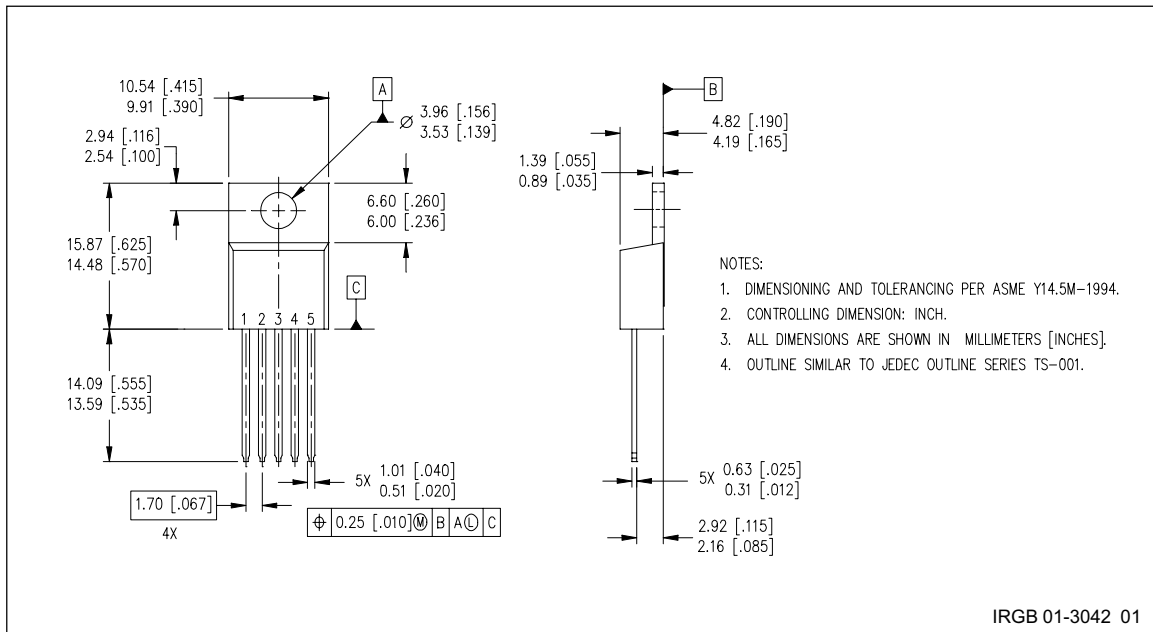 10.54 [.415]
9.91 [.390]
A
⌀ 3.96 [.156]
3.53 [.139]
2.94 [.116]
2.54 [.100]
6.60 [.260]
6.00 [.236]
15.87 [.625]
14.48 [.570]
C
1 2 3 4 5
14.09 [.555]
13.59 [.535]
5X 1.01 [.040]
0.51 [.020]
1.70 [.067]
4X
⌖ 0.25 [.010]Ⓜ B AⓁ C
B
4.82 [.190]
4.19 [.165]
1.39 [.055]
0.89 [.035]
5X 0.63 [.025]
0.31 [.012]
2.92 [.115]
2.16 [.085]
NOTES:
1. DIMENSIONING AND TOLERANCING PER ASME Y14.5M-1994.
2. CONTROLLING DIMENSION: INCH.
3. ALL DIMENSIONS ARE SHOWN IN MILLIMETERS [INCHES].
4. OUTLINE SIMILAR TO JEDEC OUTLINE SERIES TS-001.
IRGB 01-3042 01